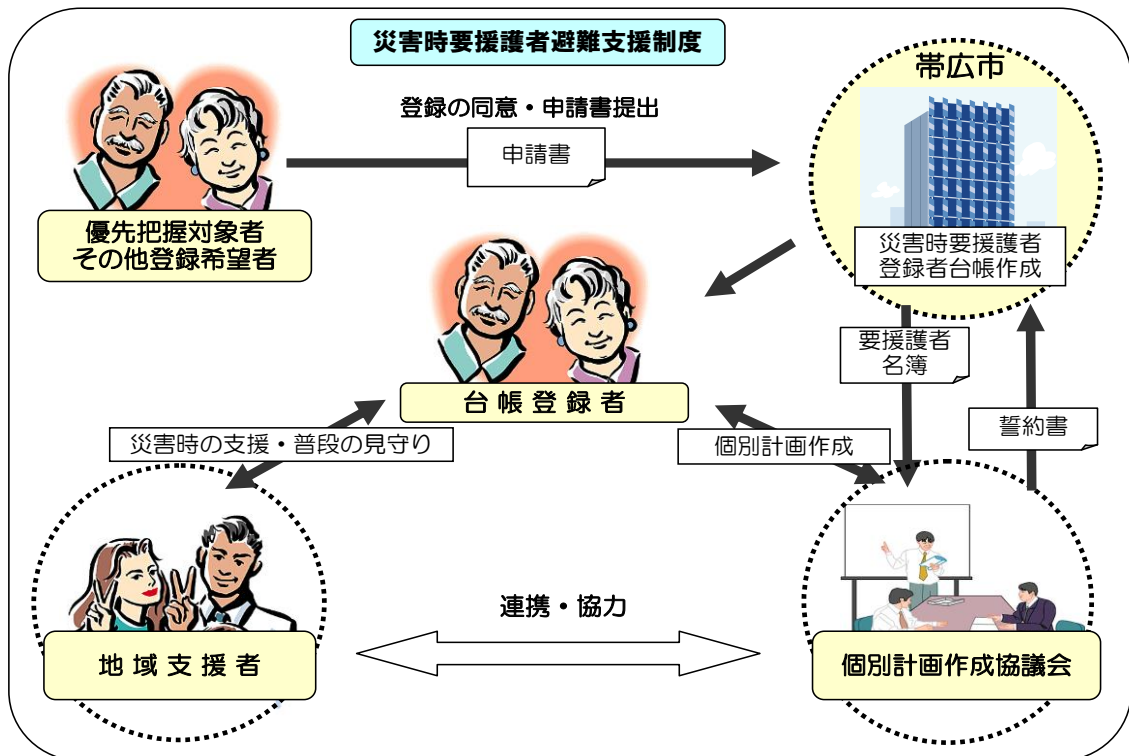 災害時要援護者避難支援制度
帯広市
登録の同意・申請書提出
申請書
優先把握対象者
その他登録希望者
災害時要援護者
登録者台帳作成
要援護者
名簿
台帳登録者
誓約書
災害時の支援・普段の見守り
個別計画作成
連携・協力
地域支援者
個別計画作成協議会